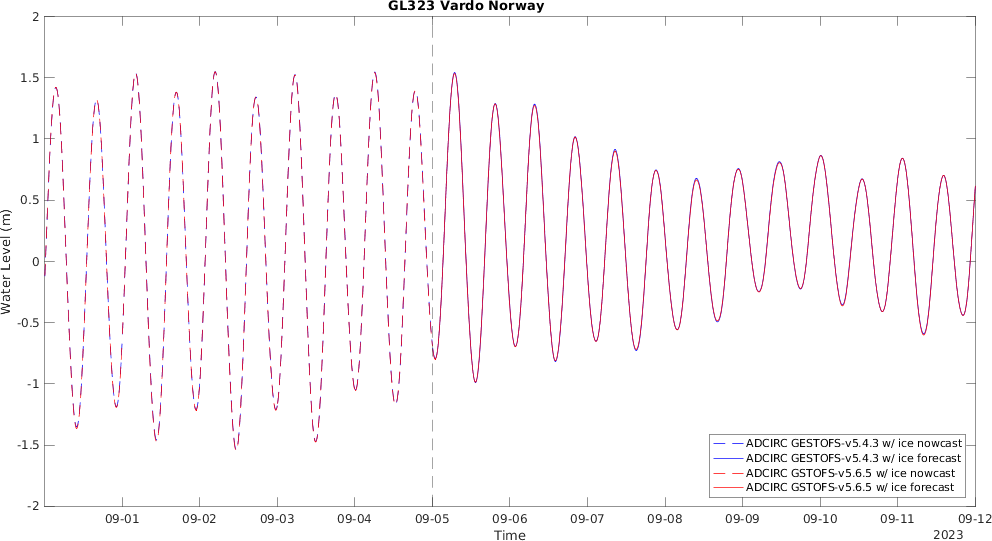 GL323 Vardo Norway
2
1.5
1
0.5
0
-0.5
-1
-1.5
-2
Water Level (m)
ADCIRC GESTOFS-v5.4.3 w/ ice nowcast
ADCIRC GESTOFS-v5.4.3 w/ ice forecast
ADCIRC GSTOFS-v5.6.5 w/ ice nowcast
ADCIRC GSTOFS-v5.6.5 w/ ice forecast
09-01 09-02 09-03 09-04 09-05 09-06 09-07 09-08 09-09 09-10 09-11 09-12
Time
2023